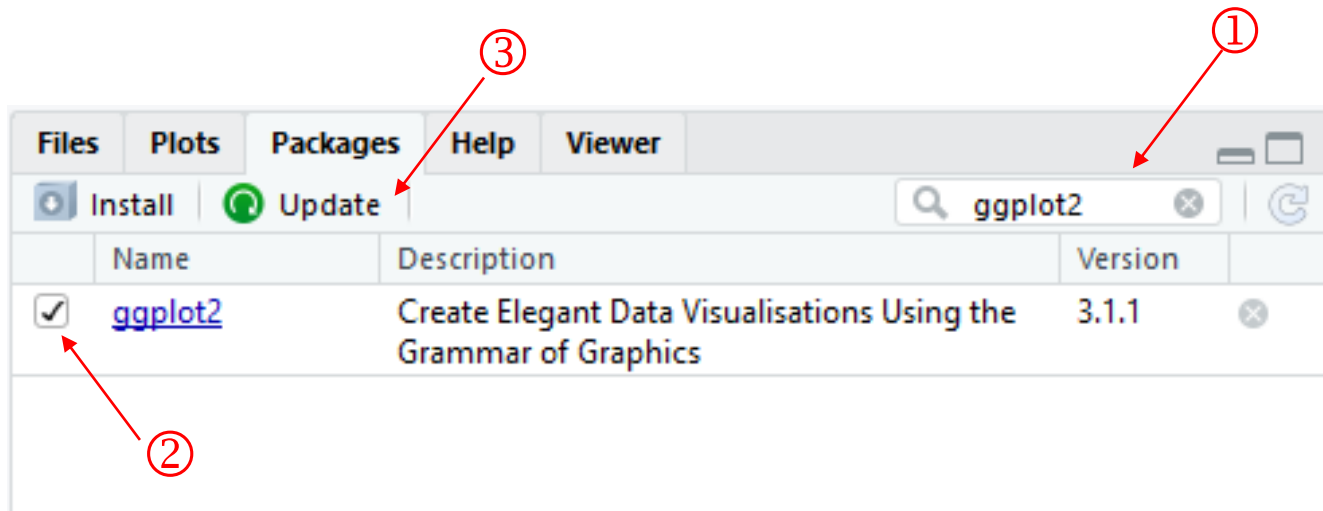 ③
①
Files Plots Packages Help Viewer
Install Update ggplot2
Name Description Version
ggplot2 Create Elegant Data Visualisations Using the 3.1.1
Grammar of Graphics
②